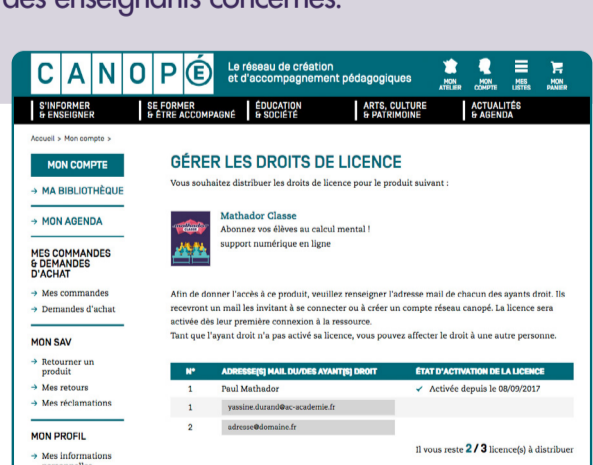 des enseignants concernés.
CANOPÉ
Le réseau de création
et d'accompagnement pédagogiques
MON
ATELIER
MON
COMPTE
MES
LISTES
MON
PANIER
S'INFORMER
& ENSEIGNER
SE FORMER
& ÊTRE ACCOMPAGNÉ
ÉDUCATION
& SOCIÉTÉ
ARTS, CULTURE
& PATRIMOINE
ACTUALITÉS
& AGENDA
Accueil > Mon compte >
MON COMPTE
→ MA BIBLIOTHÈQUE
→ MON AGENDA
MES COMMANDES
& DEMANDES
D'ACHAT
→ Mes commandes
→ Demandes d'achat
MON SAV
→ Retourner un
produit
→ Mes retours
→ Mes réclamations
MON PROFIL
→ Mes informations
personnelles
GÉRER LES DROITS DE LICENCE
Vous souhaitez distribuer les droits de licence pour le produit suivant :
mathador
CLASSE
Mathador Classe
Abonnez vos élèves au calcul mental !
support numérique en ligne
Afin de donner l'accès à ce produit, veuillez renseigner l'adresse mail de chacun des ayants droit. Ils
recevront un mail les invitant à se connecter ou à créer un compte réseau canopé. La licence sera
activée dès leur première connexion à la ressource.
Tant que l'ayant droit n'a pas activé sa licence, vous pouvez affecter le droit à une autre personne.
N° ADRESSE(S) MAIL DU/DES AYANT(S) DROIT ÉTAT D'ACTIVATION DE LA LICENCE
1 Paul Mathador ✓ Activée depuis le 08/09/2017
1 yassine.durand@ac-academie.fr
2 adresse@domaine.fr
Il vous reste 2 / 3 licence(s) à distribuer